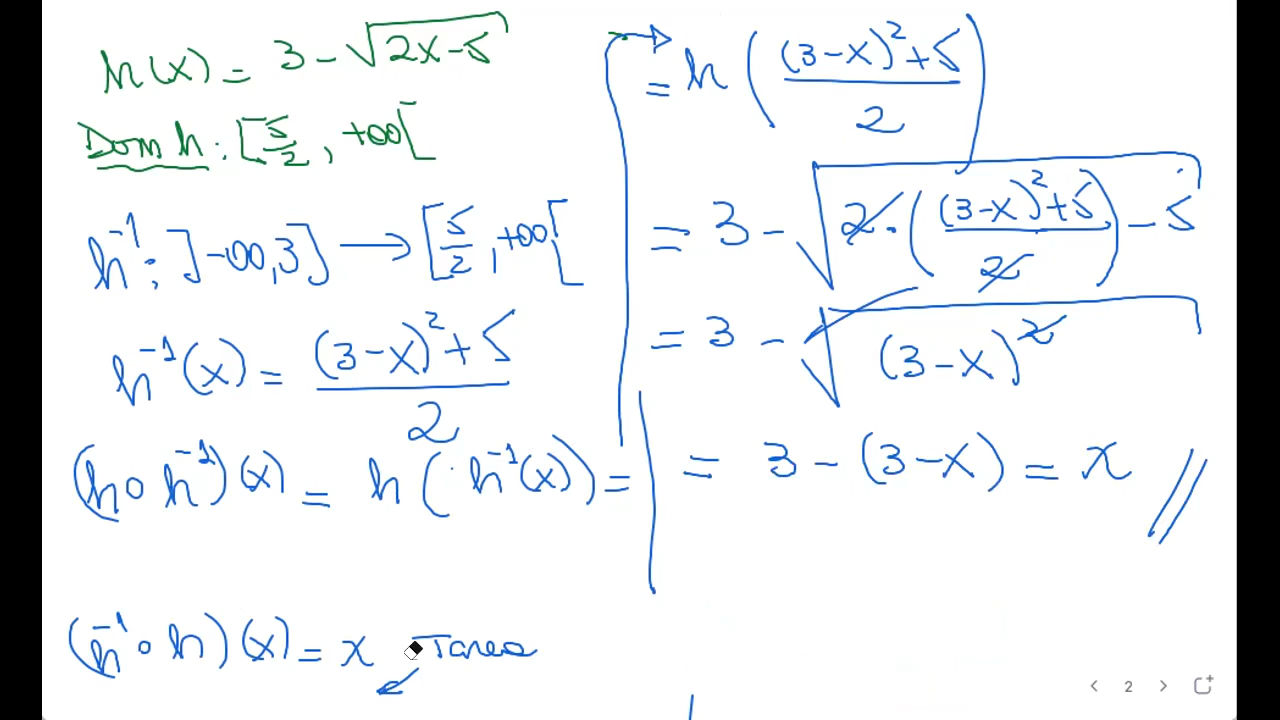 h(x) = 3 - √(2x-5)
Dom h: [5/2, +∞[
h⁻¹: ]-∞,3] → [5/2, +∞[
h⁻¹(x) = ((3-x)²+5)/2
(h∘h⁻¹)(x) = h(h⁻¹(x)) =
(h⁻¹∘h)(x) = x Tarea
= h(((3-x)²+5)/2)
= 3 - √(2·(((3-x)²+5)/2) - 5)
= 3 - √((3-x)²)
= 3 - (3-x) = x //
< 2 >